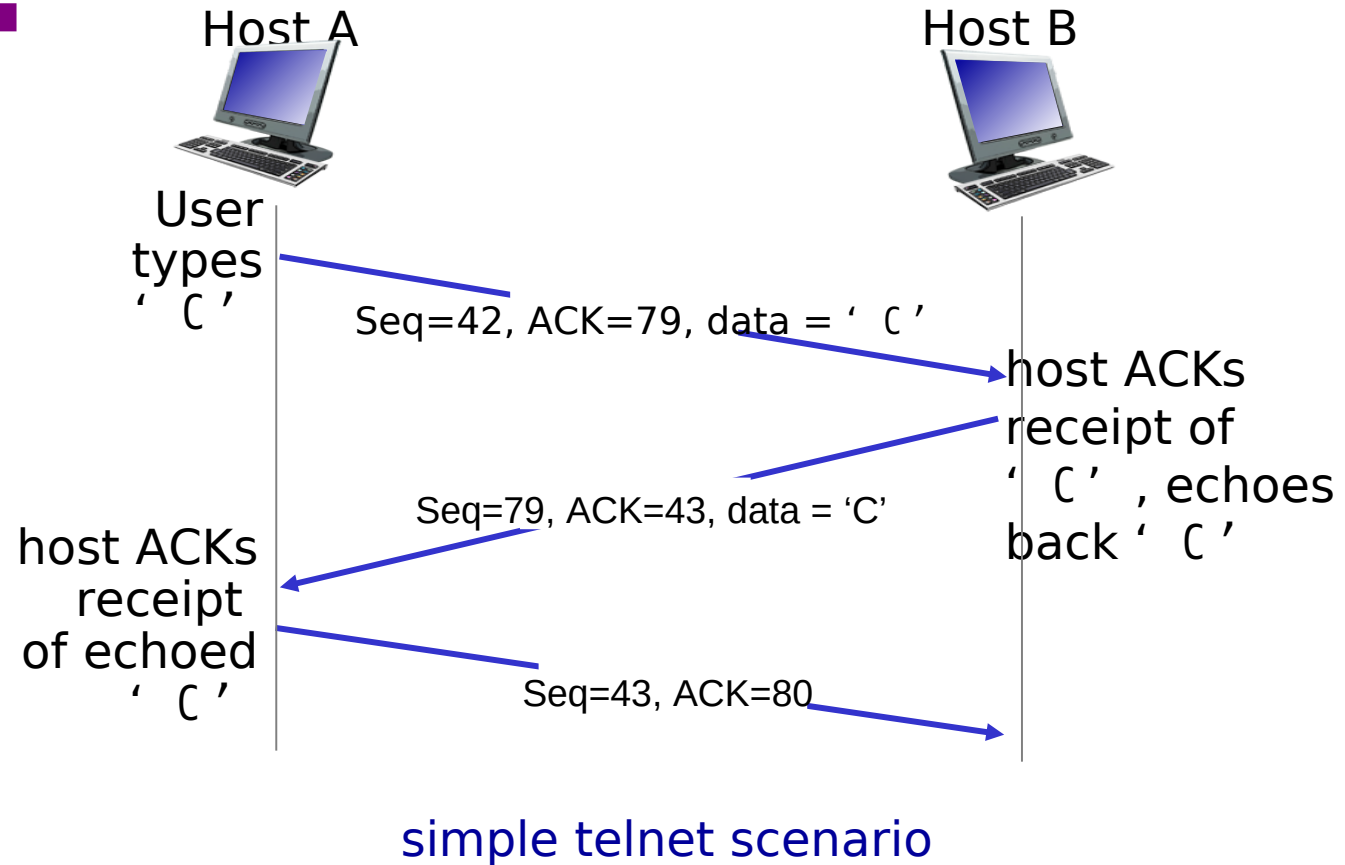 Host A
Host B
User
types
‘ C ’
Seq=42, ACK=79, data = ‘ C ’
host ACKs
receipt of
‘ C ’ , echoes
back ‘ C ’
Seq=79, ACK=43, data = ‘C’
host ACKs
receipt
of echoed
‘ C ’
Seq=43, ACK=80
simple telnet scenario